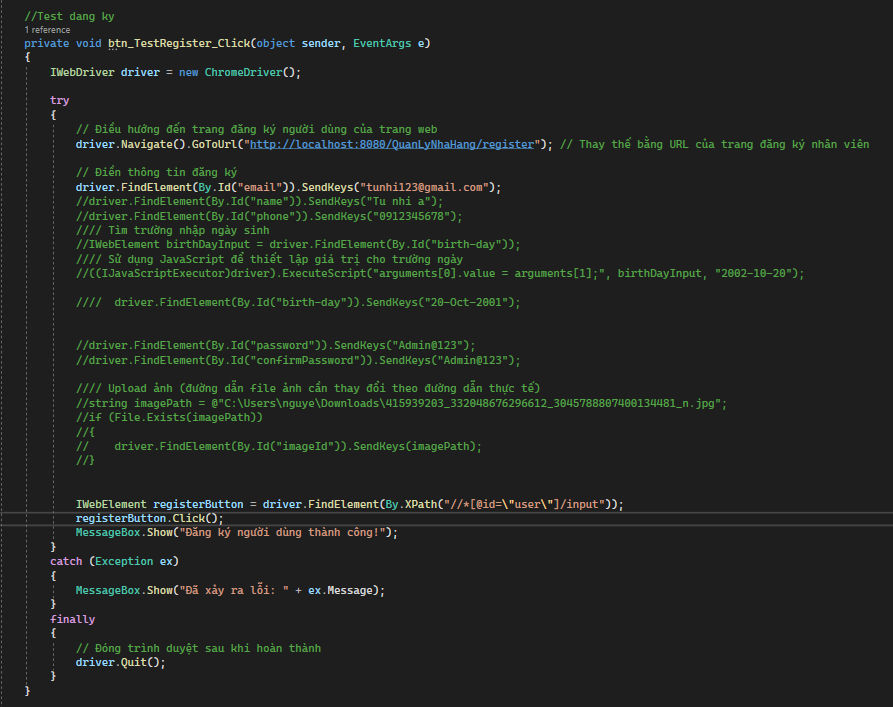 //Test dang ky
1 reference
private void btn_TestRegister_Click(object sender, EventArgs e)
{
IWebDriver driver = new ChromeDriver();
try
{
// Điều hướng đến trang đăng ký người dùng của trang web
driver.Navigate().GoToUrl("http://localhost:8080/QuanLyNhaHang/register"); // Thay thế bằng URL của trang đăng ký nhân viên
// Điền thông tin đăng ký
driver.FindElement(By.Id("email")).SendKeys("tunhi123@gmail.com");
//driver.FindElement(By.Id("name")).SendKeys("Tu nhi a");
//driver.FindElement(By.Id("phone")).SendKeys("0912345678");
//// Tìm trường nhập ngày sinh
//IWebElement birthDayInput = driver.FindElement(By.Id("birth-day"));
//// Sử dụng JavaScript để thiết lập giá trị cho trường ngày
//((IJavaScriptExecutor)driver).ExecuteScript("arguments[0].value = arguments[1];", birthDayInput, "2002-10-20");
////  driver.FindElement(By.Id("birth-day")).SendKeys("20-Oct-2001");
//driver.FindElement(By.Id("password")).SendKeys("Admin@123");
//driver.FindElement(By.Id("confirmPassword")).SendKeys("Admin@123");
//// Upload ảnh (đường dẫn file ảnh cần thay đổi theo đường dẫn thực tế)
//string imagePath = @"C:\Users\nguye\Downloads\415939203_332048676296612_3045788807400134481_n.jpg";
//if (File.Exists(imagePath))
//{
//    driver.FindElement(By.Id("imageId")).SendKeys(imagePath);
//}
IWebElement registerButton = driver.FindElement(By.XPath("//*[@id=\"user\"]/input"));
registerButton.Click();
MessageBox.Show("Đăng ký người dùng thành công!");
}
catch (Exception ex)
{
MessageBox.Show("Đã xảy ra lỗi: " + ex.Message);
}
finally
{
// Đóng trình duyệt sau khi hoàn thành
driver.Quit();
}
}